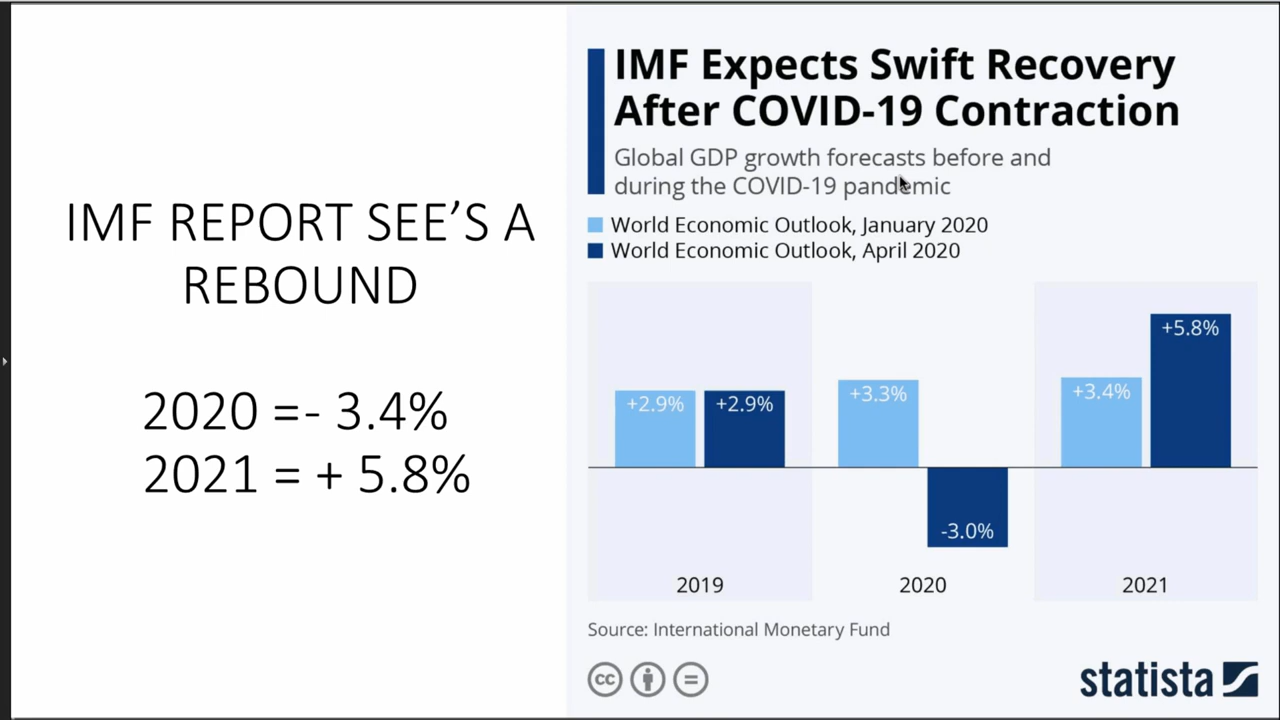 IMF REPORT SEE’S A
REBOUND
2020 =- 3.4%
2021 = + 5.8%
IMF Expects Swift Recovery
After COVID-19 Contraction
Global GDP growth forecasts before and
during the COVID-19 pandemic
World Economic Outlook, January 2020
World Economic Outlook, April 2020
+2.9%
+2.9%
+3.3%
-3.0%
+3.4%
+5.8%
2019
2020
2021
Source: International Monetary Fund
cc
=
statista